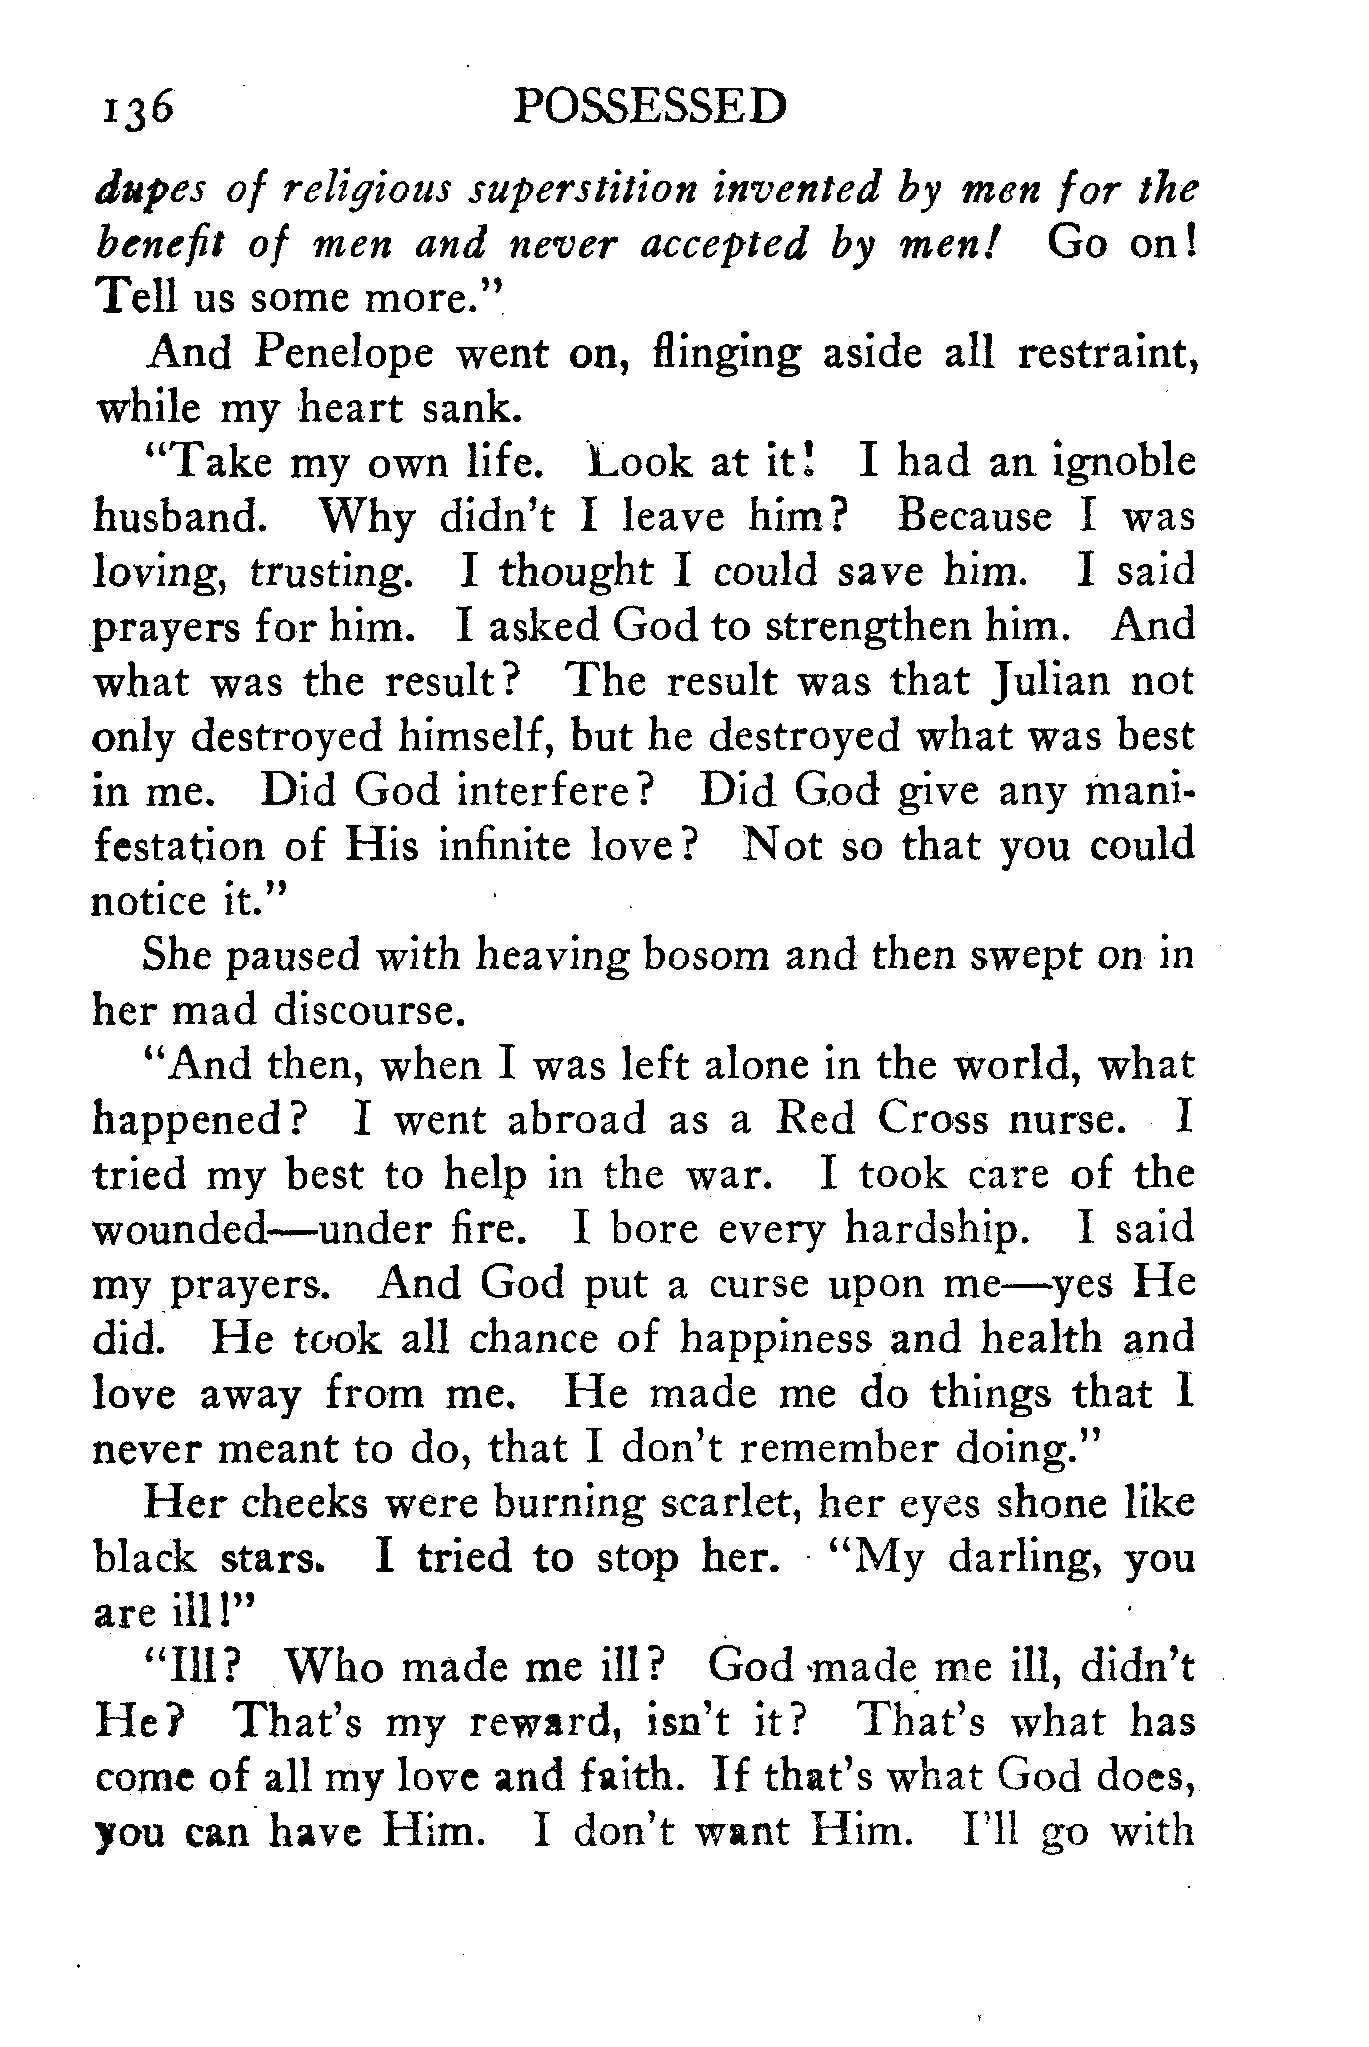 136 POSSESSED
dupes of religious superstition invented by men for the
benefit of men and never accepted by men! Go on!
Tell us some more."
And Penelope went on, flinging aside all restraint,
while my heart sank.
"Take my own life. Look at it! I had an ignoble
husband. Why didn't I leave him? Because I was
loving, trusting. I thought I could save him. I said
prayers for him. I asked God to strengthen him. And
what was the result? The result was that Julian not
only destroyed himself, but he destroyed what was best
in me. Did God interfere? Did God give any mani-
festation of His infinite love? Not so that you could
notice it."
She paused with heaving bosom and then swept on in
her mad discourse.
"And then, when I was left alone in the world, what
happened? I went abroad as a Red Cross nurse. I
tried my best to help in the war. I took care of the
wounded—under fire. I bore every hardship. I said
my prayers. And God put a curse upon me—yes He
did. He took all chance of happiness and health and
love away from me. He made me do things that I
never meant to do, that I don't remember doing."
Her cheeks were burning scarlet, her eyes shone like
black stars. I tried to stop her. "My darling, you
are ill!"
"Ill? Who made me ill? God made me ill, didn't
He? That's my reward, isn't it? That's what has
come of all my love and faith. If that's what God does,
you can have Him. I don't want Him. I'll go with